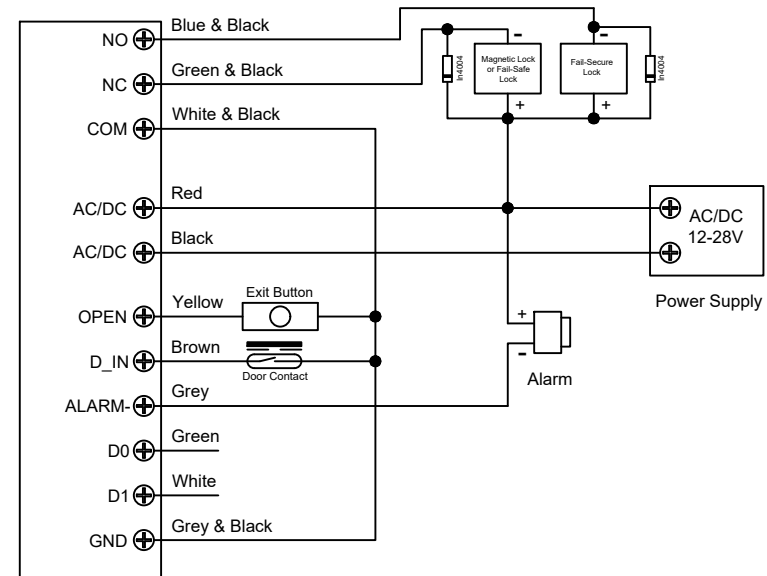 NO
Blue & Black
NC
Green & Black
COM
White & Black
AC/DC
Red
AC/DC
Black
OPEN
Yellow
Exit Button
D_IN
Brown
Door Contact
ALARM-
Grey
D0
Green
D1
White
GND
Grey & Black
In4004
-
Magnetic Lock
or Fail-Safe
Lock
+
-
Fail-Secure
Lock
+
In4004
AC/DC
12-28V
Power Supply
+
-
Alarm